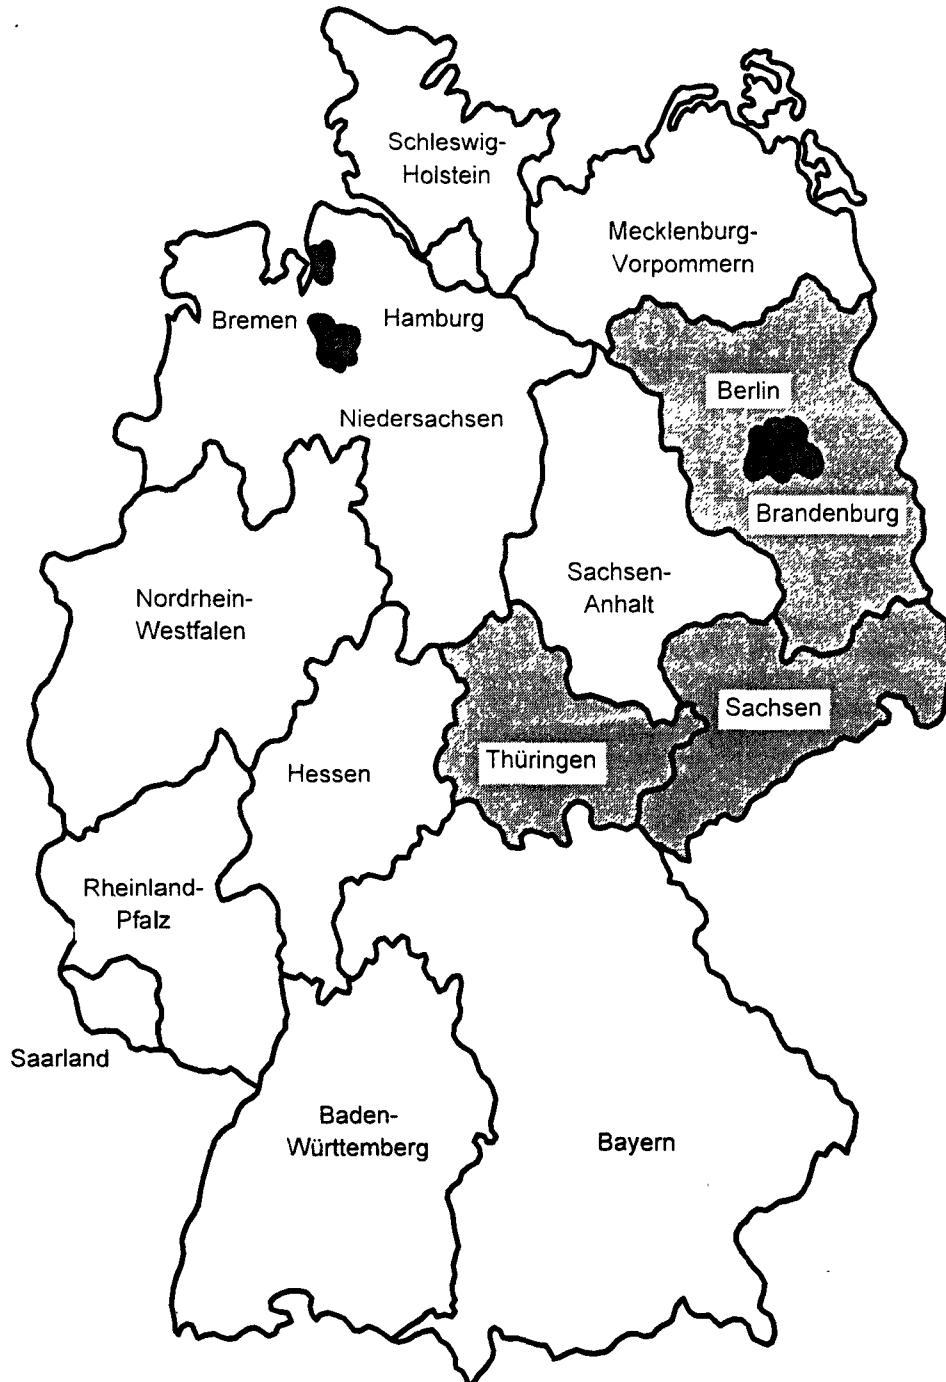 Schleswig-
Holstein
Mecklenburg-
Vorpommern
Bremen
Hamburg
Berlin
Niedersachsen
Brandenburg
Sachsen-
Anhalt
Nordrhein-
Westfalen
Sachsen
Thüringen
Hessen
Rheinland-
Pfalz
Saarland
Baden-
Württemberg
Bayern